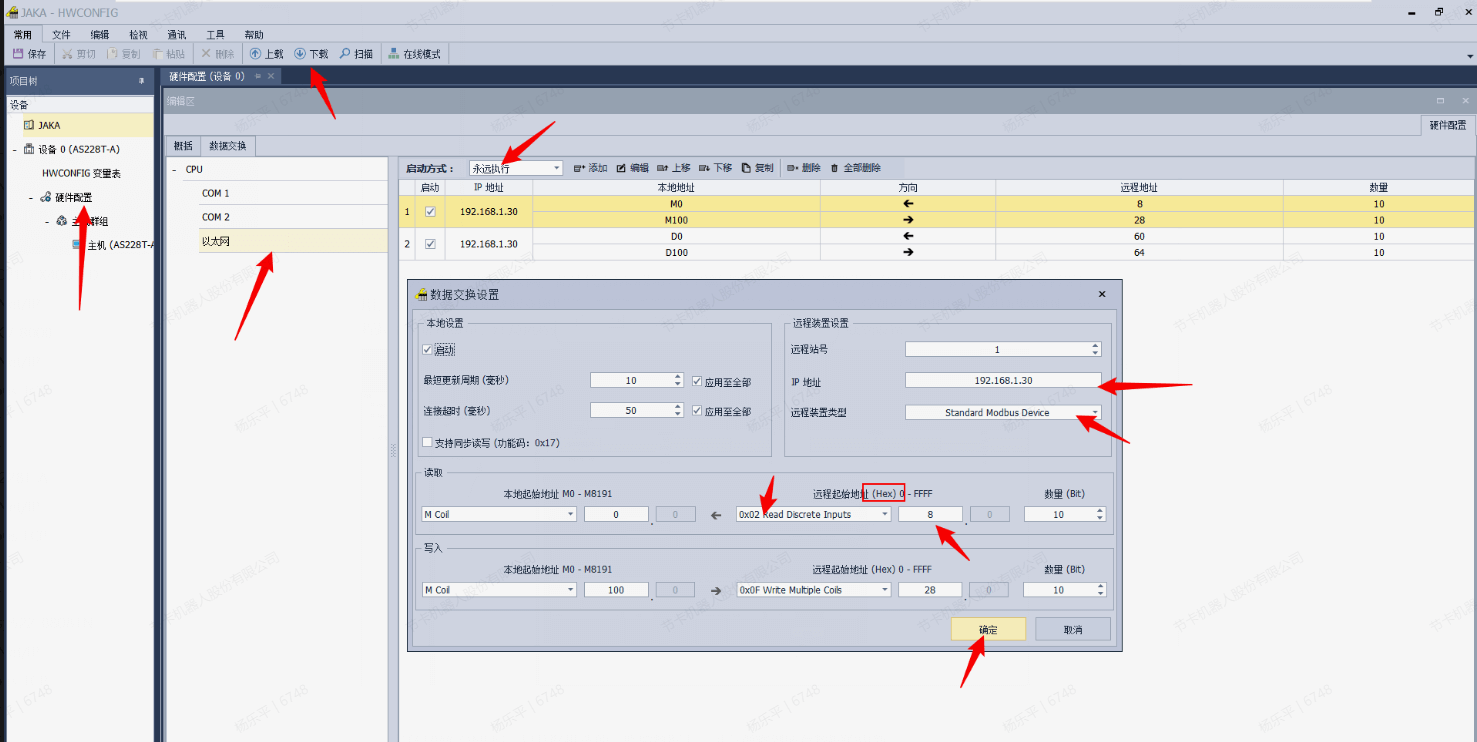 JAKA - HWCONFIG
常用 文件 编辑 检视 通讯 工具 帮助
保存 剪切 复制 粘贴 删除 上载 下载 扫描 在线模式
项目树
硬件配置 (设备 0)
设备
编辑区
JAKA
硬件配置
设备 0 (AS228T-A)
概括 数据交换
HWCONFIG 变量表
硬件配置
主机 (AS228T-A
CPU
COM 1
COM 2
以太网
启动方式： 永远执行 添加 编辑 上移 下移 复制 删除 全部删除
启动 IP 地址 本地地址 方向 远程地址 数量
1 192.168.1.30 M0 ← 8 10
M100 → 28 10
2 192.168.1.30 D0 ← 60 10
D100 → 64 10
数据交换设置
本地设置
启动
最短更新周期 (毫秒) 10 应用至全部
连接超时 (毫秒) 50 应用至全部
支持同步读写 (功能码：0x17)
远程装置设置
远程站号 1
IP 地址 192.168.1.30
远程装置类型 Standard Modbus Device
读取
本地起始地址 M0 - M8191 远程起始地址 (Hex) 0 - FFFF 数量 (Bit)
M Coil 0 . 0 ← 0x02 Read Discrete Inputs 8 . 0 10
写入
本地起始地址 M0 - M8191 远程起始地址 (Hex) 0 - FFFF 数量 (Bit)
M Coil 100 . 0 → 0x0F Write Multiple Coils 28 . 0 10
确定 取消
节卡机器人股份有限公司
杨乐平 | 6748